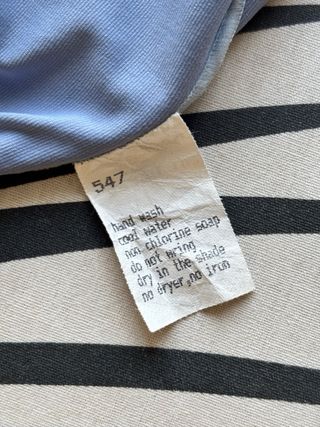 547
hand wash
cool water
non chlorine soap
do not wring
dry in the shade
no dryer,no iron